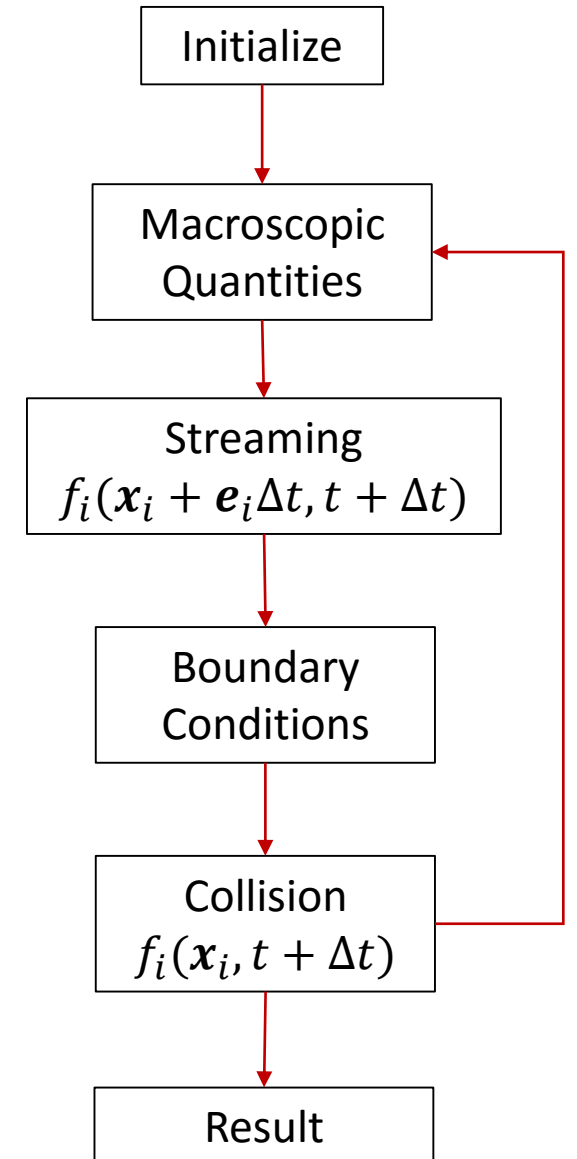 Initialize
Macroscopic
Quantities
Streaming
𝑓ᵢ(𝒙ᵢ + 𝒆ᵢΔ𝑡, 𝑡 + Δ𝑡)
Boundary
Conditions
Collision
𝑓ᵢ(𝒙ᵢ, 𝑡 + Δ𝑡)
Result